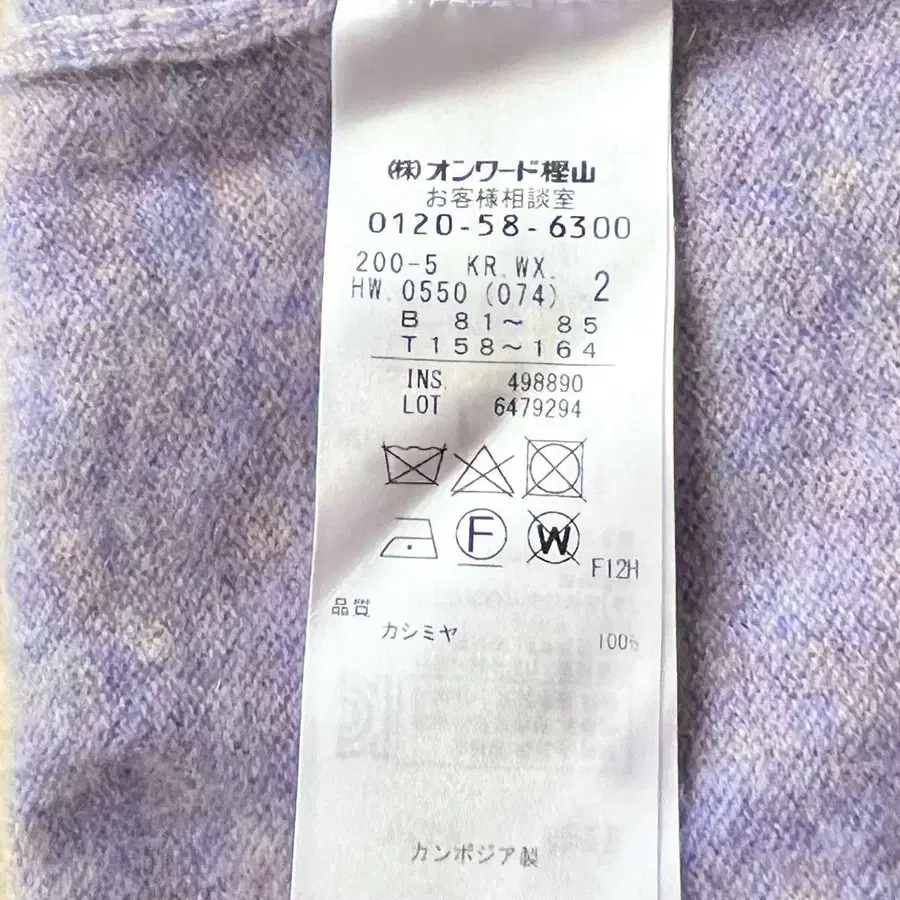 (株)オンワード樫山
お客様相談室
0120-58-6300
200-5 KR.WX.
HW.0550(074) 2
B 81〜 85
T158〜164
INS. 498890
LOT 6479294
F
W
F12H
品質
カシミヤ 100%
カンボジア製